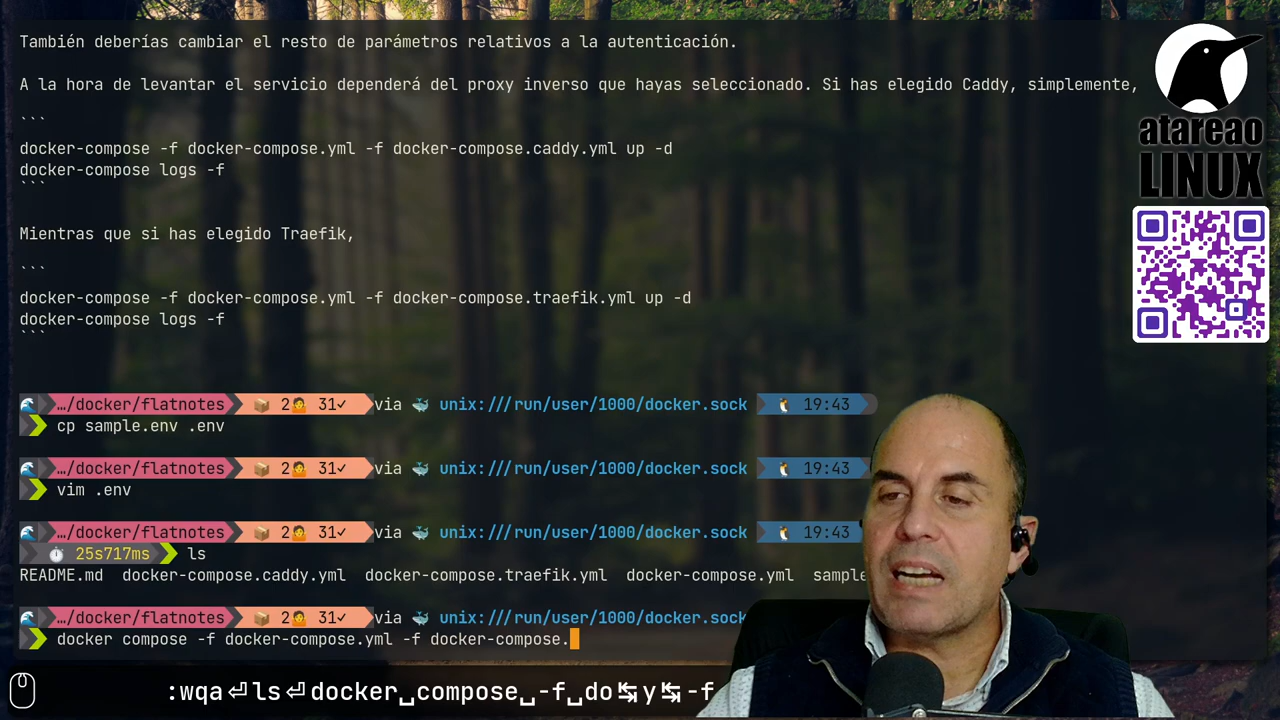 También deberías cambiar el resto de parámetros relativos a la autenticación.
A la hora de levantar el servicio dependerá del proxy inverso que hayas seleccionado. Si has elegido Caddy, simplemente,
```
docker-compose -f docker-compose.yml -f docker-compose.caddy.yml up -d
docker-compose logs -f
```
Mientras que si has elegido Traefik,
```
docker-compose -f docker-compose.yml -f docker-compose.traefik.yml up -d
docker-compose logs -f
```
…/docker/flatnotes 📦 2🤷 31✓ via 🐳 unix:///run/user/1000/docker.sock 🐧 19:43
cp sample.env .env
…/docker/flatnotes 📦 2🤷 31✓ via 🐳 unix:///run/user/1000/docker.sock 🐧 19:43
vim .env
…/docker/flatnotes 📦 2🤷 31✓ via 🐳 unix:///run/user/1000/docker.sock 🐧 19:43
⏱️ 25s717ms ls
README.md docker-compose.caddy.yml docker-compose.traefik.yml docker-compose.yml sample
…/docker/flatnotes 📦 2🤷 31✓ via 🐳 unix:///run/user/1000/docker.sock
docker compose -f docker-compose.yml -f docker-compose.
:wqa⏎ls⏎docker␣compose␣-f␣do↹y↹-f
atareao
LINUX